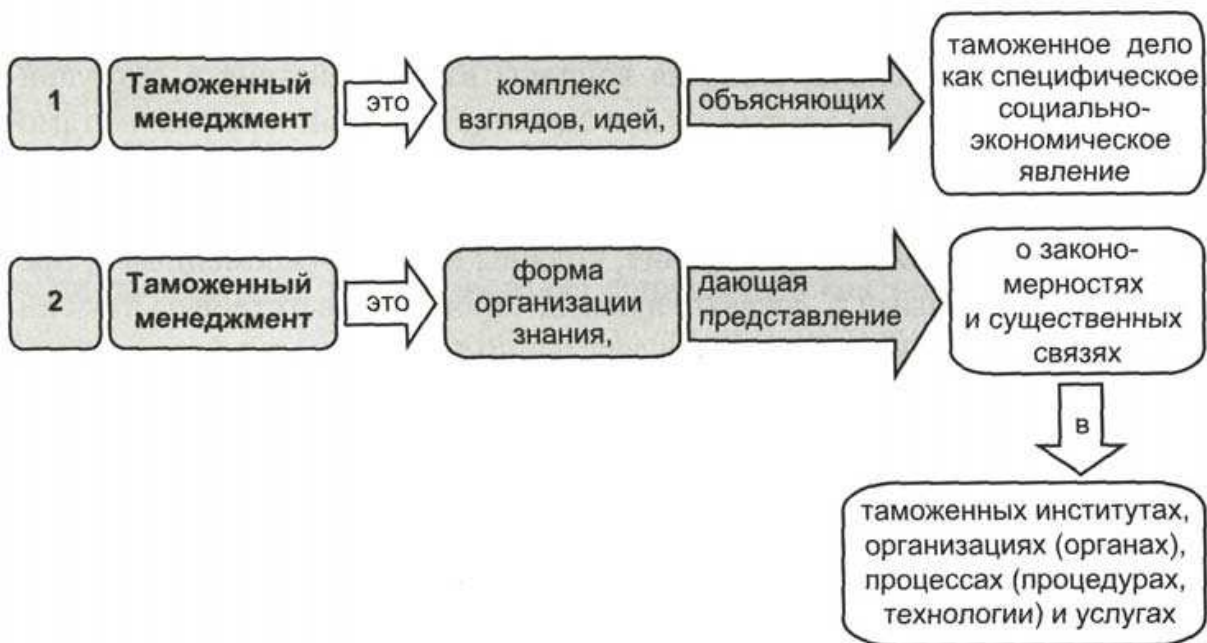 1
Таможенный
менеджмент
это
комплекс
взглядов, идей,
объясняющих
таможенное дело
как специфическое
социально-
экономическое
явление
2
Таможенный
менеджмент
это
форма
организации
знания,
дающая
представление
о законо-
мерностях
и существенных
связях
в
таможенных институтах,
организациях (органах),
процессах (процедурах,
технологии) и услугах